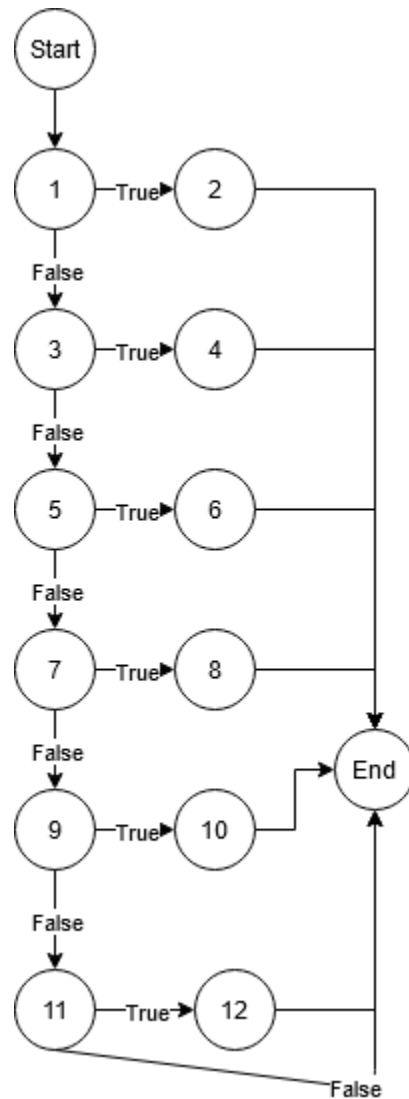 Start
1
True
2
False
3
True
4
False
5
True
6
False
7
True
8
False
End
9
True
10
False
11
True
12
False